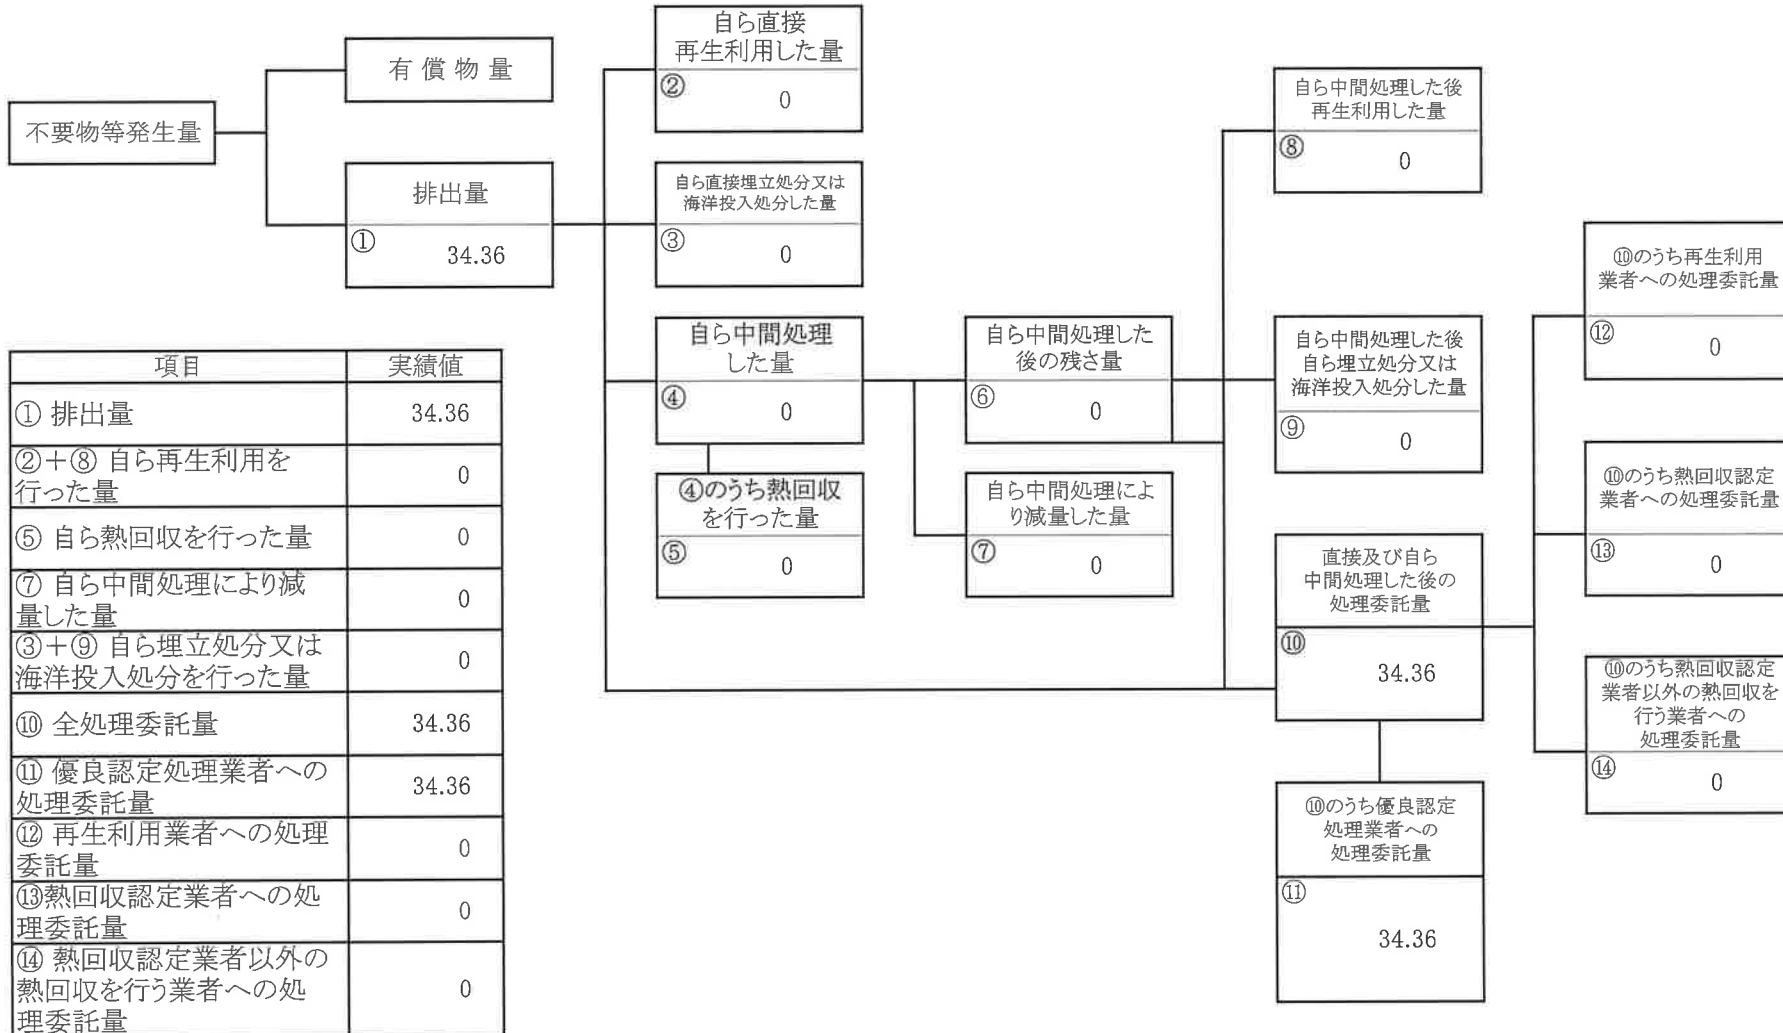 不要物等発生量
有償物量
排出量
①
34.36
自ら直接
再生利用した量
②
0
自ら直接埋立処分又は
海洋投入処分した量
③
0
自ら中間処理
した量
④
0
④のうち熱回収
を行った量
⑤
0
自ら中間処理した
後の残さ量
⑥
0
自ら中間処理によ
り減量した量
⑦
0
自ら中間処理した後
再生利用した量
⑧
0
自ら中間処理した後
自ら埋立処分又は
海洋投入処分した量
⑨
0
直接及び自ら
中間処理した後の
処理委託量
⑩
34.36
⑩のうち優良認定
処理業者への
処理委託量
⑪
34.36
⑩のうち再生利用
業者への処理委託量
⑫
0
⑩のうち熱回収認定
業者への処理委託量
⑬
0
⑩のうち熱回収認定
業者以外の熱回収を
行う業者への
処理委託量
⑭
0
項目 実績値
① 排出量 34.36
②+⑧ 自ら再生利用を
行った量 0
⑤ 自ら熱回収を行った量 0
⑦ 自ら中間処理により減
量した量 0
③+⑨ 自ら埋立処分又は
海洋投入処分を行った量 0
⑩ 全処理委託量 34.36
⑪ 優良認定処理業者への
処理委託量 34.36
⑫ 再生利用業者への処理
委託量 0
⑬熱回収認定業者への処
理委託量 0
⑭ 熱回収認定業者以外の
熱回収を行う業者への処
理委託量 0